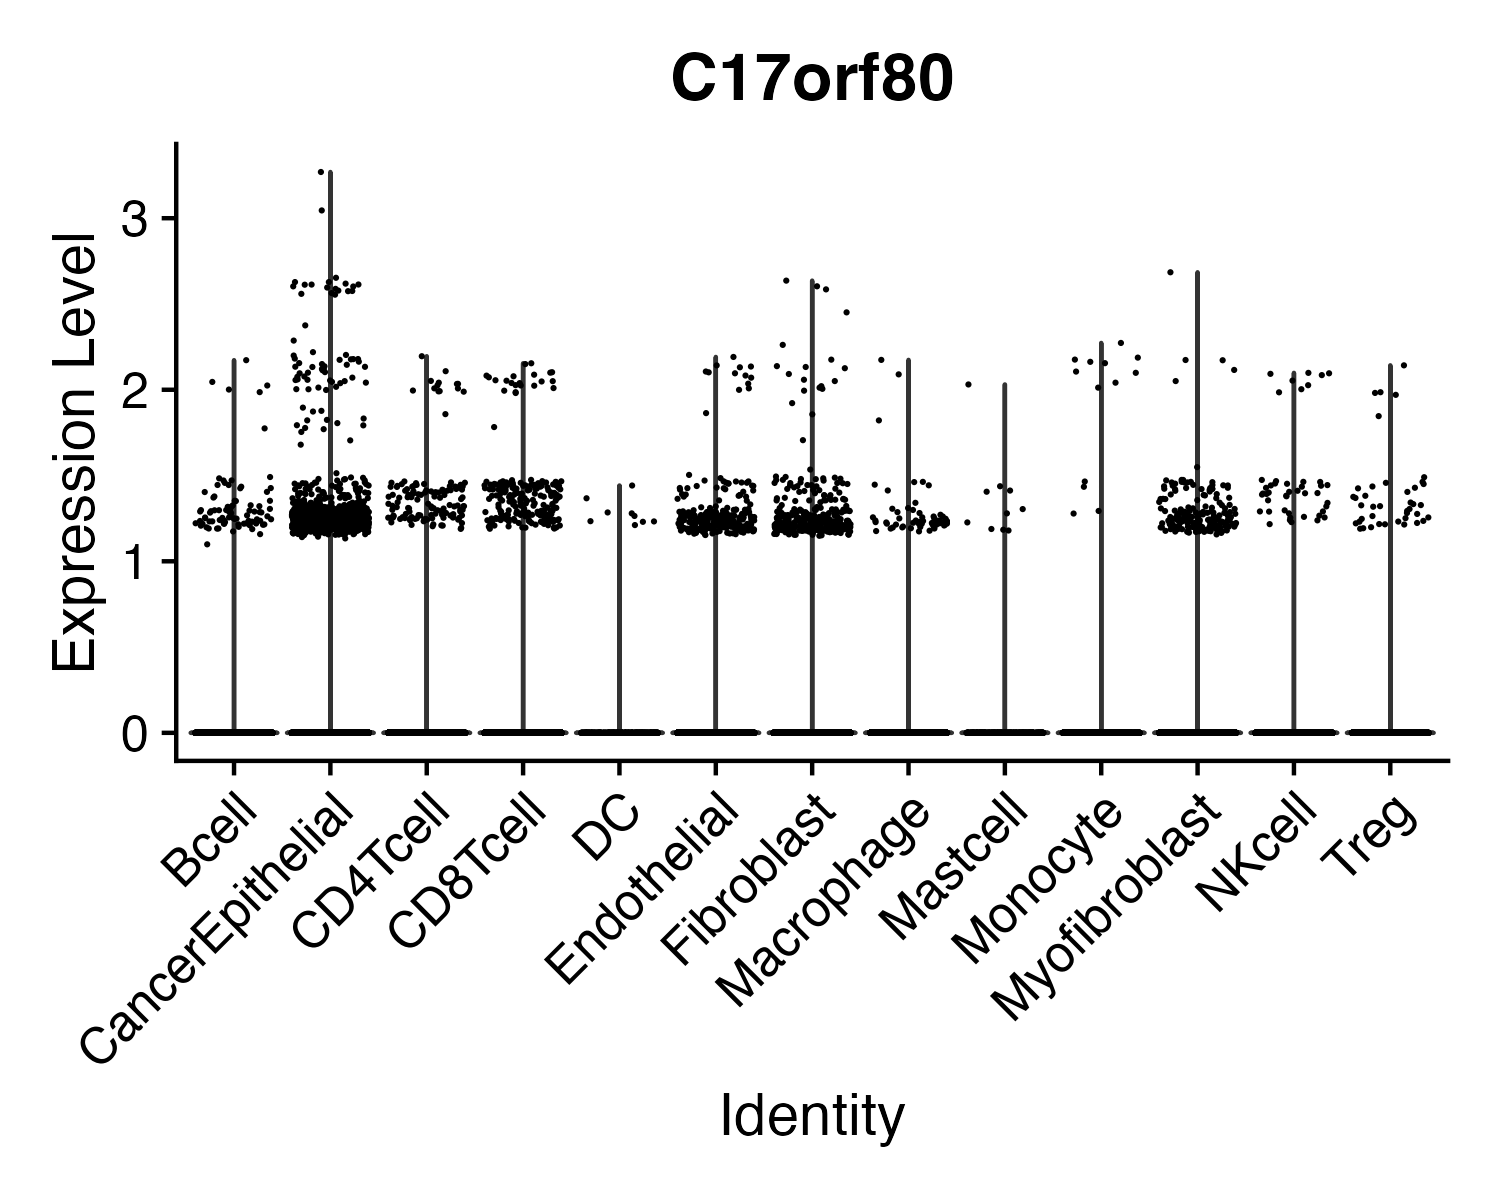 C17orf80
Expression Level
3
2
1
0
Bcell
CancerEpithelial
CD4Tcell
CD8Tcell
DC
Endothelial
Fibroblast
Macrophage
Mastcell
Monocyte
Myofibroblast
NKcell
Treg
Identity